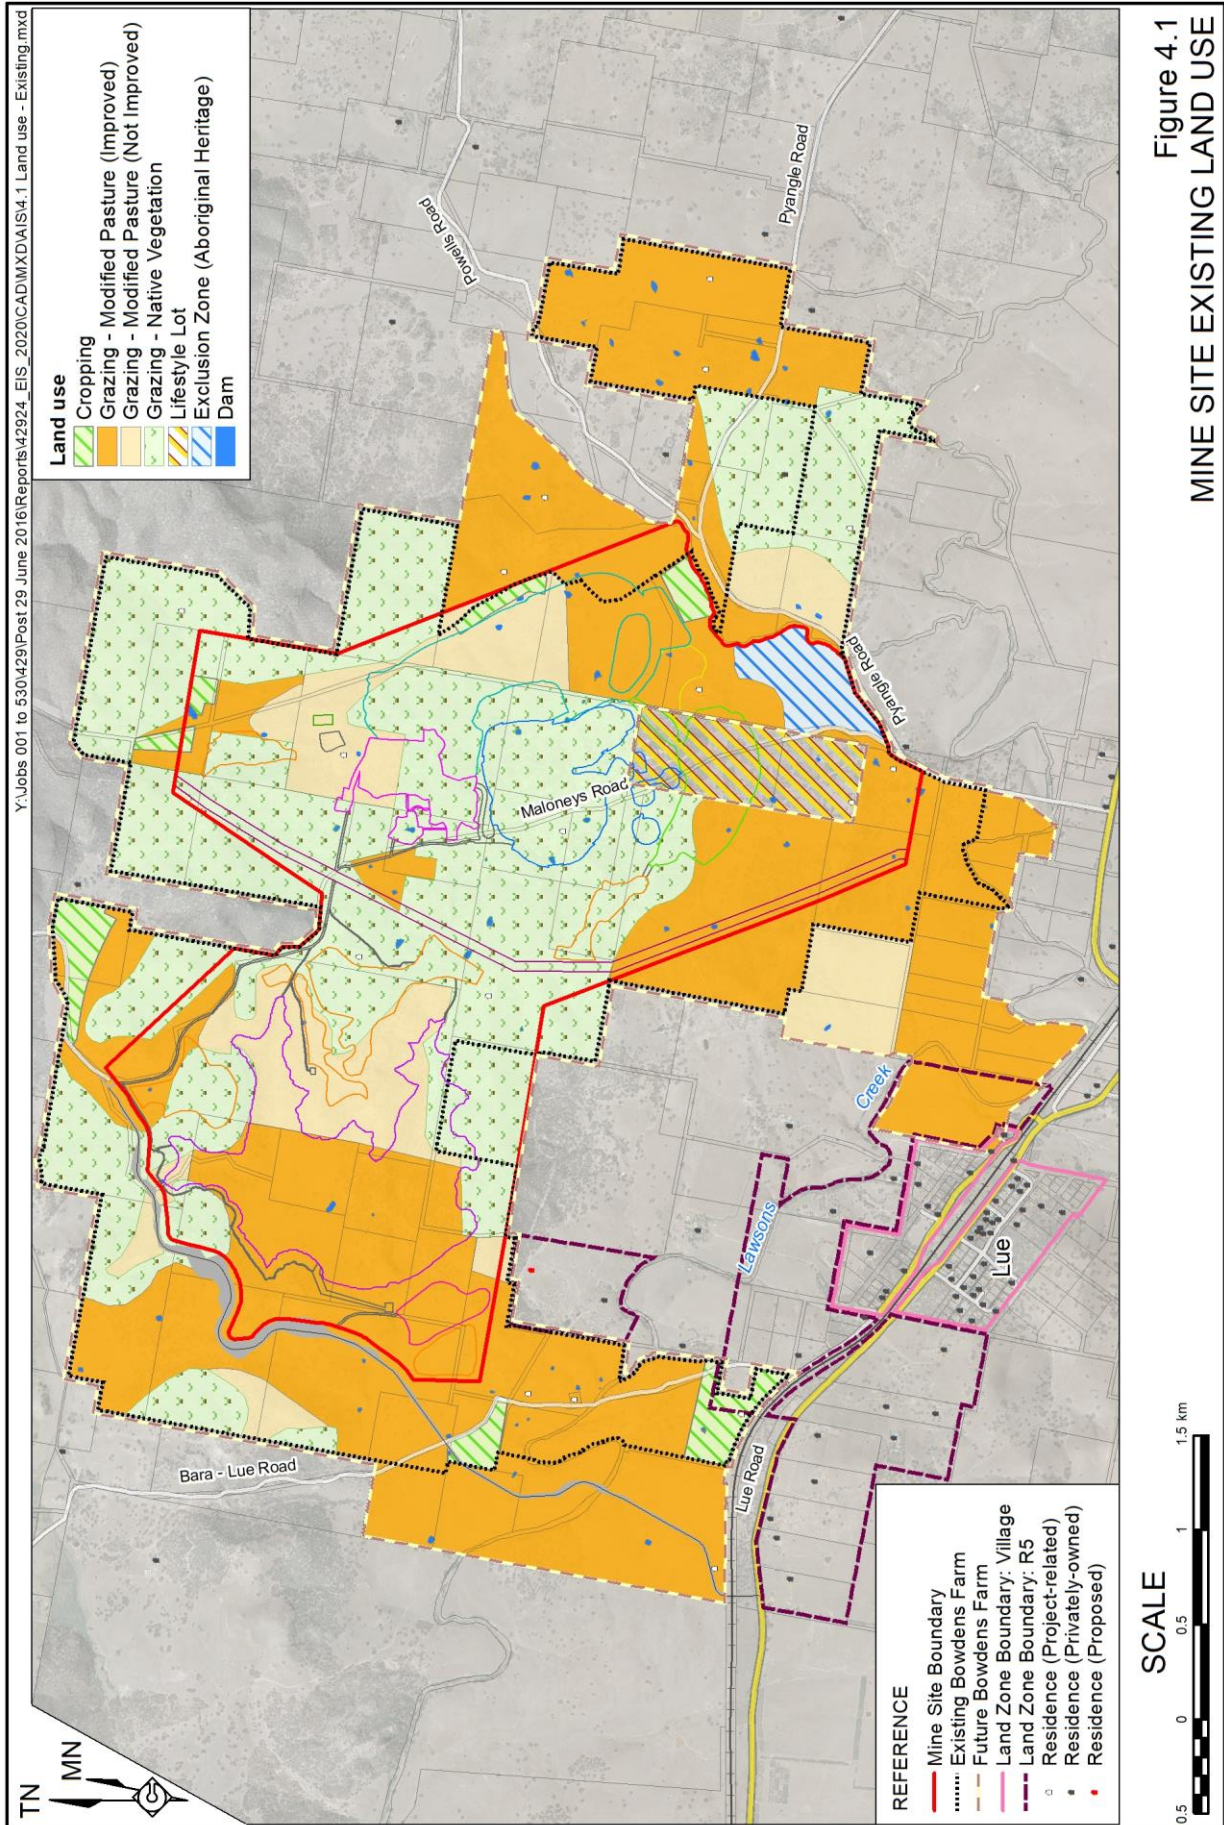 Y:\Jobs 001 to 530\429\Post 29 June 2016\Reports\42924_EIS_2020\CAD\MXD\AIS\4.1 Land use - Existing.mxd
TN
MN
Land use
Cropping
Grazing - Modified Pasture (Improved)
Grazing - Modified Pasture (Not Improved)
Grazing - Native Vegetation
Lifestyle Lot
Exclusion Zone (Aboriginal Heritage)
Dam
Bara - Lue Road
Powells Road
Maloneys Road
Pyangle Road
Pyangle Road
Creek
Lawsons
Lue Road
Lue
REFERENCE
Mine Site Boundary
Existing Bowdens Farm
Future Bowdens Farm
Land Zone Boundary: Village
Land Zone Boundary: R5
Residence (Project-related)
Residence (Privately-owned)
Residence (Proposed)
SCALE
0.5 0 0.5 1 1.5 km
Figure 4.1
MINE SITE EXISTING LAND USE